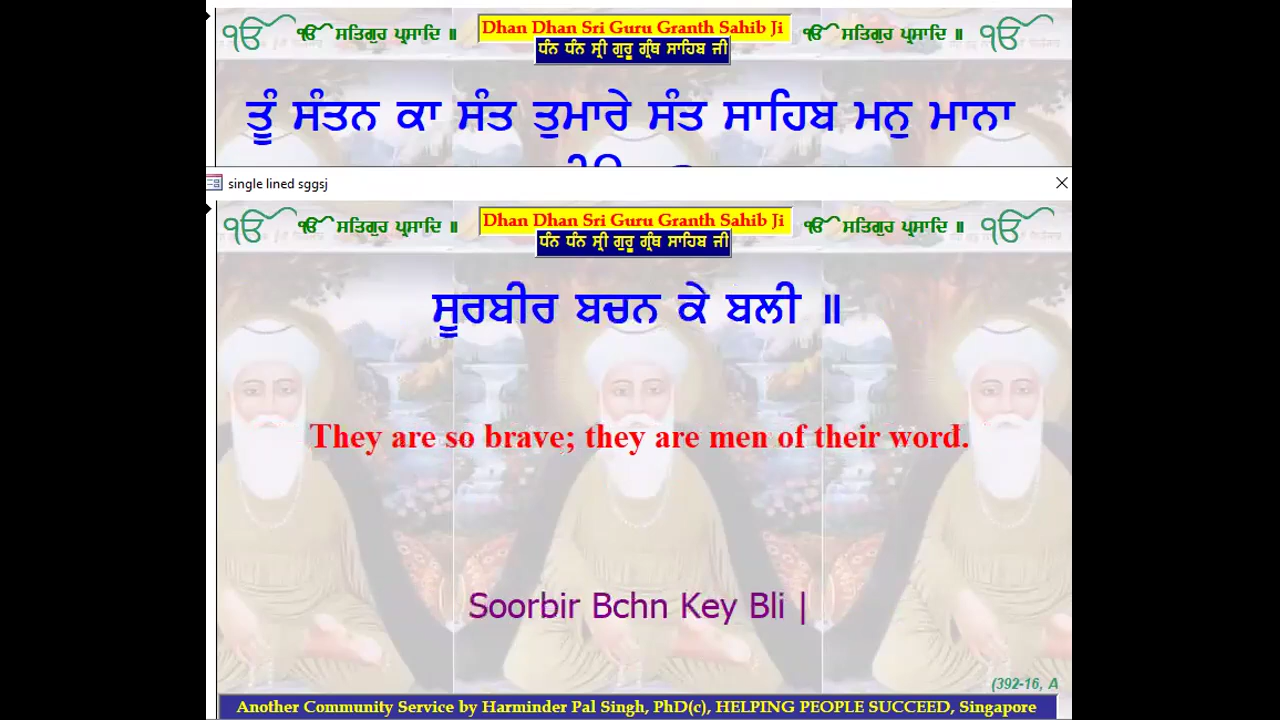 ੴ ੴ ਸਤਿਗੁਰ ਪ੍ਰਸਾਦਿ ॥ Dhan Dhan Sri Guru Granth Sahib Ji ੴ ਸਤਿਗੁਰ ਪ੍ਰਸਾਦਿ ॥ ੴ
ਧੰਨ ਧੰਨ ਸ੍ਰੀ ਗੁਰੂ ਗ੍ਰੰਥ ਸਾਹਿਬ ਜੀ
ਤੂੰ ਸੰਤਨ ਕਾ ਸੰਤ ਤੁਮਾਰੇ ਸੰਤ ਸਾਹਿਬ ਮਨੁ ਮਾਨਾ
single lined sggsj
ੴ ੴ ਸਤਿਗੁਰ ਪ੍ਰਸਾਦਿ ॥ Dhan Dhan Sri Guru Granth Sahib Ji ੴ ਸਤਿਗੁਰ ਪ੍ਰਸਾਦਿ ॥ ੴ
ਧੰਨ ਧੰਨ ਸ੍ਰੀ ਗੁਰੂ ਗ੍ਰੰਥ ਸਾਹਿਬ ਜੀ
ਸੂਰਬੀਰ ਬਚਨ ਕੇ ਬਲੀ ॥
They are so brave; they are men of their word.
Soorbir Bchn Key Bli |
(392-16, A
Another Community Service by Harminder Pal Singh, PhD(c), HELPING PEOPLE SUCCEED, Singapore